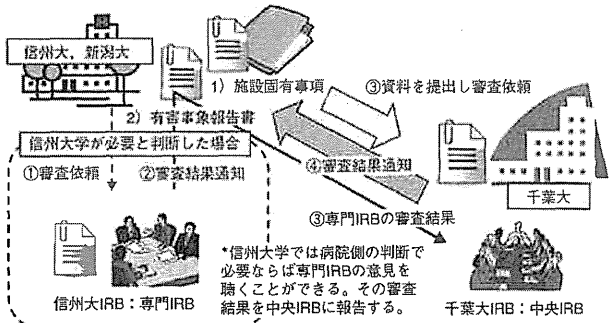 信州大，新潟大
1）施設固有事項
③資料を提出し審査依頼
2）有害事象報告書
信州大学が必要と判断した場合
①審査依頼
②審査結果通知
④審査結果通知
千葉大
③専門IRBの審査結果
*信州大学では病院側の判断で
必要ならば専門IRBの意見を
聴くことができる。その審査
結果を中央IRBに報告する。
信州大IRB：専門IRB
千葉大IRB：中央IRB